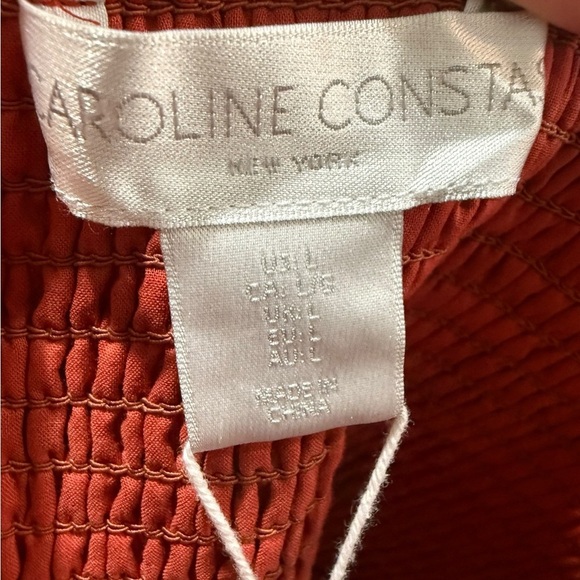 CAROLINE CONSTAS
NEW YORK
US: L
CA: L/G
UK: L
EU: L
AU: L
MADE IN
CHINA